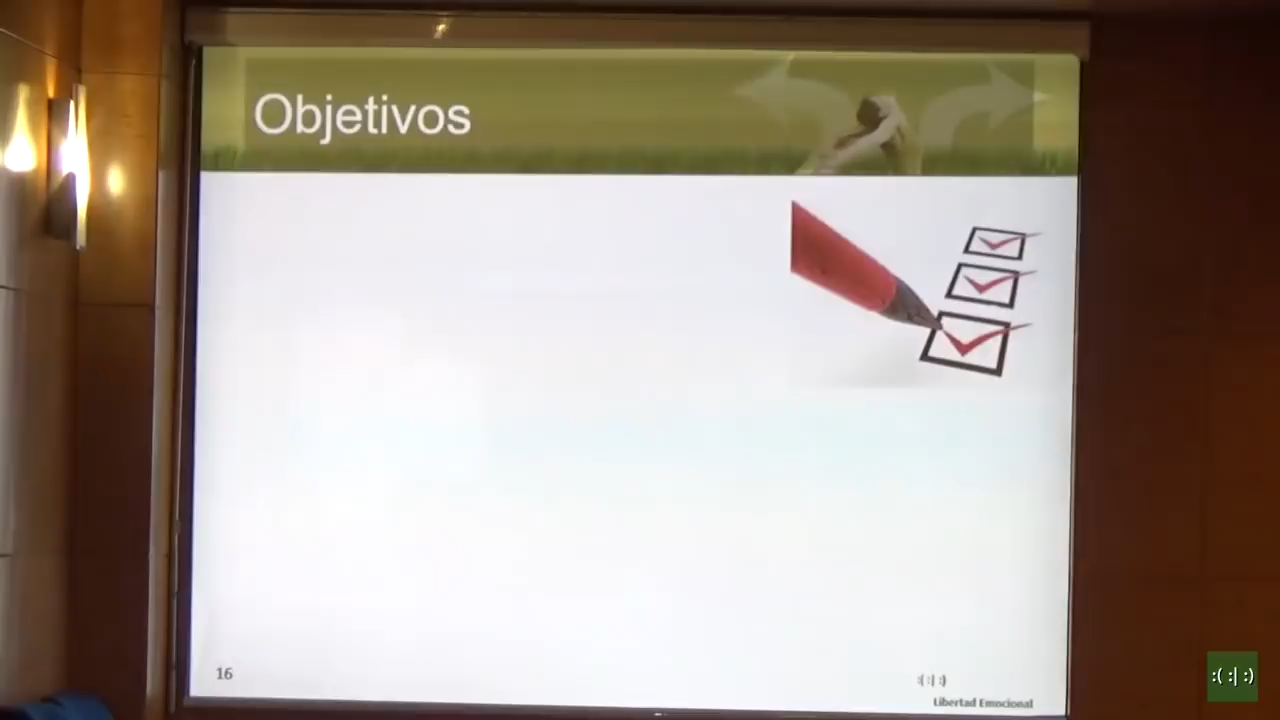 Objetivos
16
:( :| :)
Libertad Emocional
:( :| :)